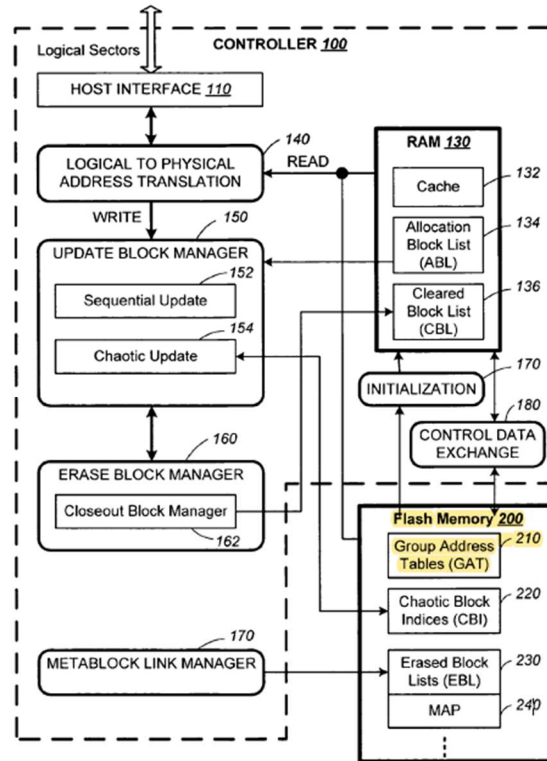 Logical Sectors
CONTROLLER 100
HOST INTERFACE 110
140
LOGICAL TO PHYSICAL
ADDRESS TRANSLATION
READ
WRITE
150
UPDATE BLOCK MANAGER
152
Sequential Update
154
Chaotic Update
160
ERASE BLOCK MANAGER
Closeout Block Manager
162
170
METABLOCK LINK MANAGER
RAM 130
Cache
132
Allocation
Block List
(ABL)
134
Cleared
Block List
(CBL)
136
170
INITIALIZATION
180
CONTROL DATA
EXCHANGE
Flash Memory 200
Group Address
Tables (GAT)
210
Chaotic Block
Indices (CBI)
220
Erased Block
Lists (EBL)
230
MAP
240